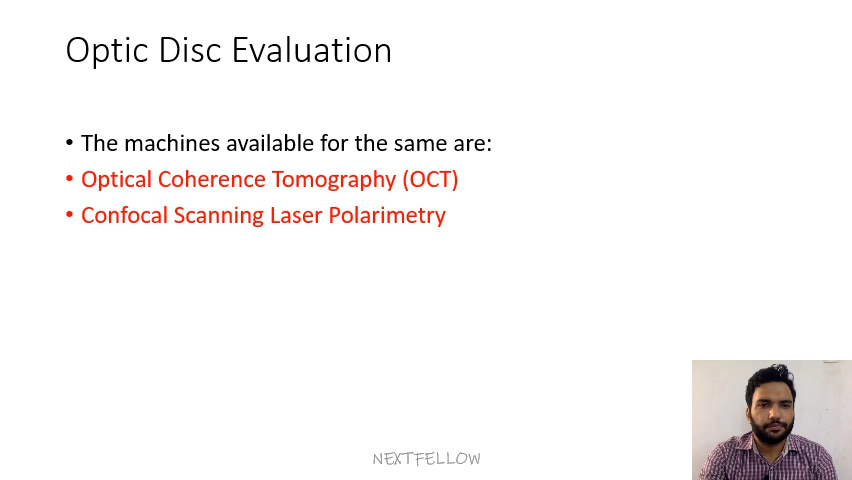 Optic Disc Evaluation
• The machines available for the same are:
• Optical Coherence Tomography (OCT)
• Confocal Scanning Laser Polarimetry
NEXTFELLOW